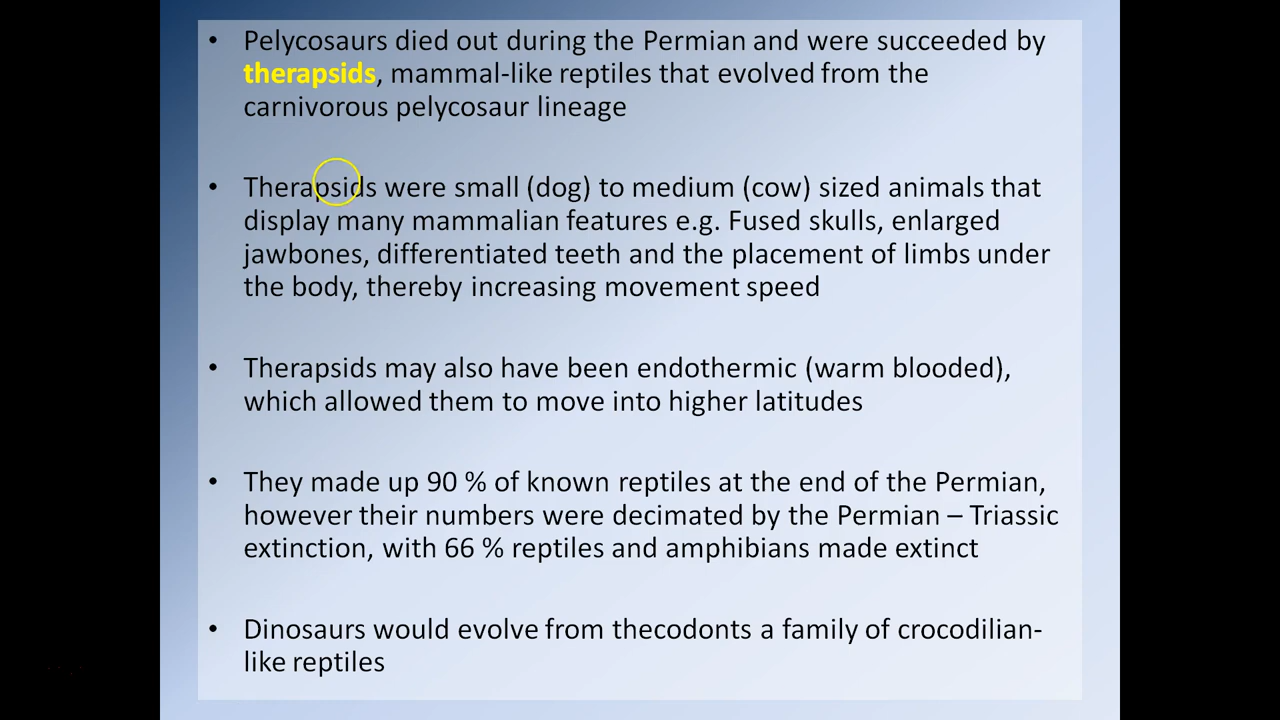 • Pelycosaurs died out during the Permian and were succeeded by
therapsids, mammal-like reptiles that evolved from the
carnivorous pelycosaur lineage
• Therapsids were small (dog) to medium (cow) sized animals that
display many mammalian features e.g. Fused skulls, enlarged
jawbones, differentiated teeth and the placement of limbs under
the body, thereby increasing movement speed
• Therapsids may also have been endothermic (warm blooded),
which allowed them to move into higher latitudes
• They made up 90 % of known reptiles at the end of the Permian,
however their numbers were decimated by the Permian – Triassic
extinction, with 66 % reptiles and amphibians made extinct
• Dinosaurs would evolve from thecodonts a family of crocodilian-
like reptiles